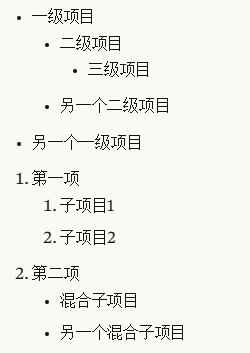 • 一级项目
• 二级项目
• 三级项目
• 另一个二级项目
• 另一个一级项目
1. 第一项
1. 子项目1
2. 子项目2
2. 第二项
• 混合子项目
• 另一个混合子项目